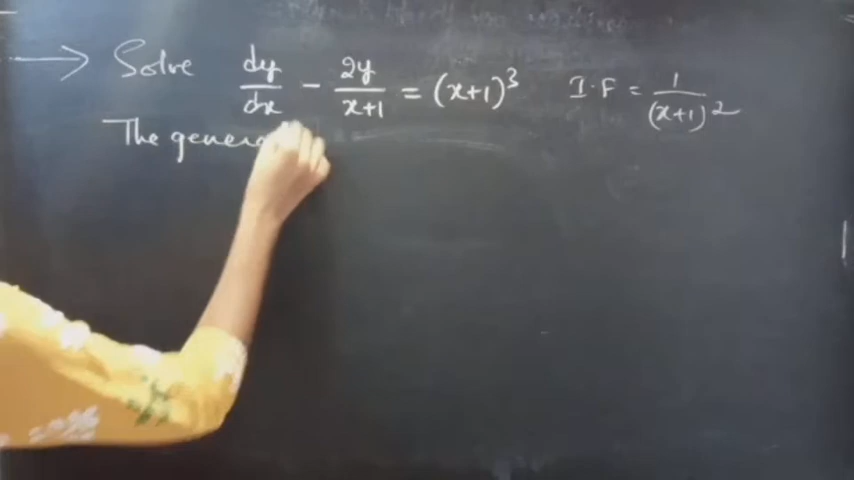 → Solve dy/dx - 2y/x+1 = (x+1)³ I.F = 1/(x+1)²
The genera